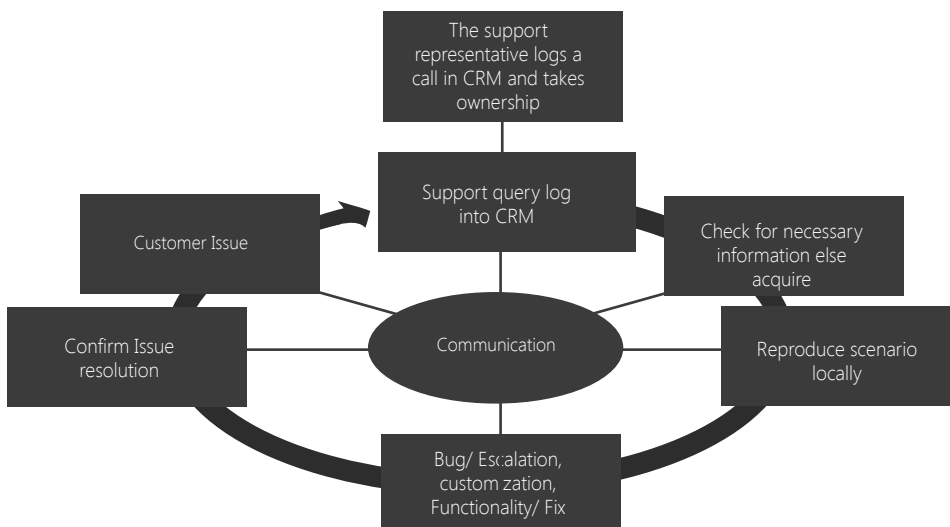 The support
representative logs a
call in CRM and takes
ownership
Support query log
into CRM
Customer Issue
Check for necessary
information else
acquire
Confirm Issue
resolution
Communication
Reproduce scenario
locally
Bug/ Escalation,
custom zation,
Functionality/ Fix